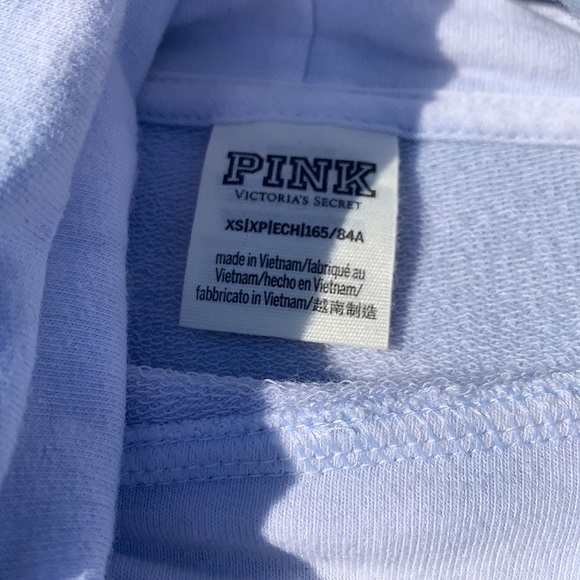 PINK
VICTORIA'S SECRET
XS|XP|ECH|165/84A
made in Vietnam/fabriqué au
Vietnam/hecho en Vietnam/
fabbricato in Vietnam/越南制造